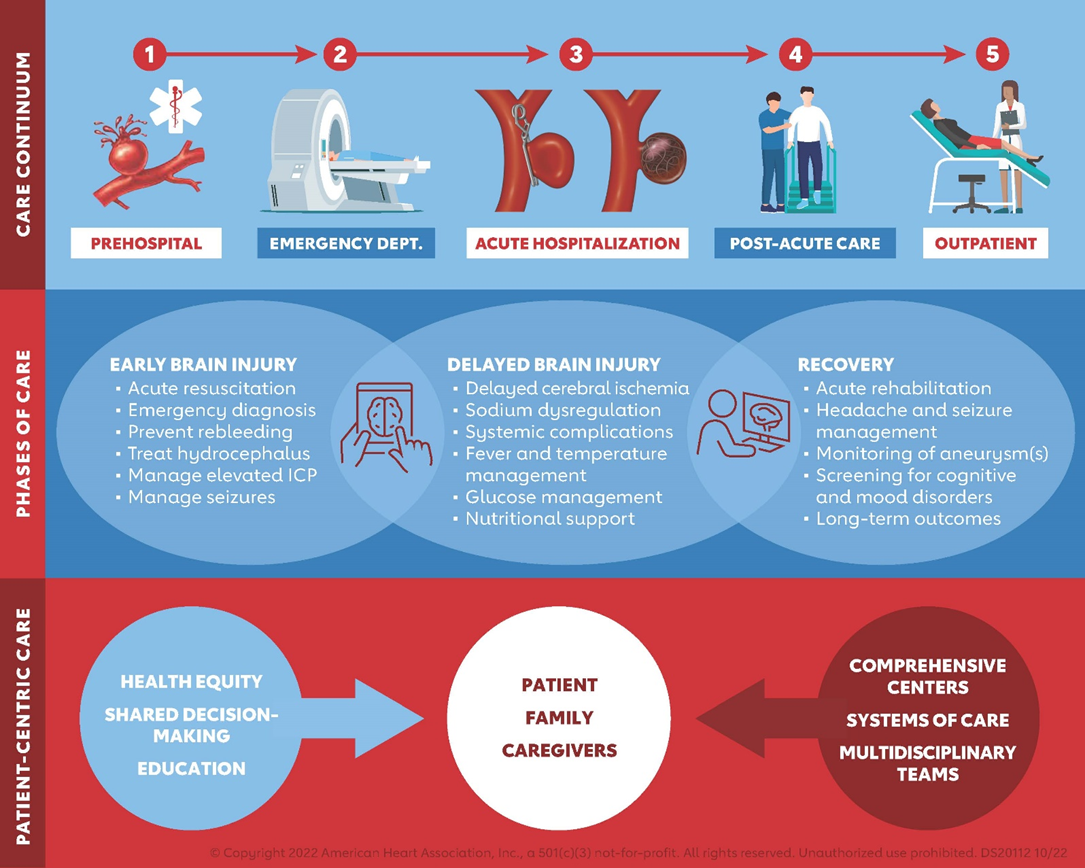 CARE CONTINUUM
1
2
3
4
5
PREHOSPITAL
EMERGENCY DEPT.
ACUTE HOSPITALIZATION
POST-ACUTE CARE
OUTPATIENT
PHASES OF CARE
EARLY BRAIN INJURY
▪ Acute resuscitation
▪ Emergency diagnosis
▪ Prevent rebleeding
▪ Treat hydrocephalus
▪ Manage elevated ICP
▪ Manage seizures
DELAYED BRAIN INJURY
▪ Delayed cerebral ischemia
▪ Sodium dysregulation
▪ Systemic complications
▪ Fever and temperature
management
▪ Glucose management
▪ Nutritional support
RECOVERY
▪ Acute rehabilitation
▪ Headache and seizure
management
▪ Monitoring of aneurysm(s)
▪ Screening for cognitive
and mood disorders
▪ Long-term outcomes
PATIENT-CENTRIC CARE
HEALTH EQUITY
SHARED DECISION-
MAKING
EDUCATION
PATIENT
FAMILY
CAREGIVERS
COMPREHENSIVE
CENTERS
SYSTEMS OF CARE
MULTIDISCIPLINARY
TEAMS
© Copyright 2022 American Heart Association, Inc., a 501(c)(3) not-for-profit. All rights reserved. Unauthorized use prohibited. DS20112 10/22